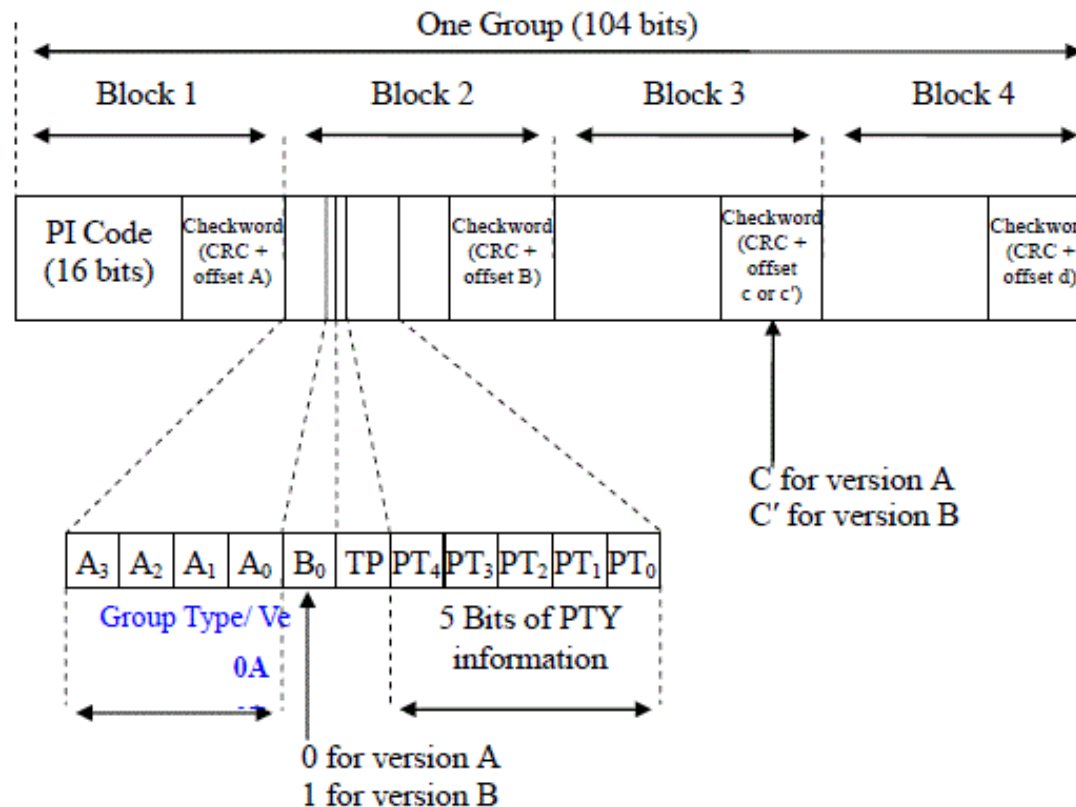 One Group (104 bits)
Block 1
Block 2
Block 3
Block 4
PI Code
(16 bits)
Checkword
(CRC +
offset A)
Checkword
(CRC +
offset B)
Checkword
(CRC +
offset
c or c')
Checkwor
(CRC +
offset d)
C for version A
C' for version B
A₃ A₂ A₁ A₀ B₀ TP PT₄ PT₃ PT₂ PT₁ PT₀
Group Type/ Ve
0A
5 Bits of PTY
information
0 for version A
1 for version B